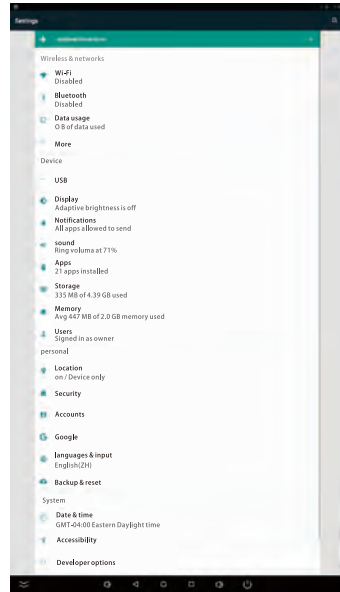 Settings
Wireless & networks
Wi-Fi
Disabled
Bluetooth
Disabled
Data usage
0 B of data used
More
Device
USB
Display
Adaptive brightness is off
Notifications
All apps allowed to send
sound
Ring voluma at 71%
Apps
21 apps installed
Storage
335 MB of 4.39 GB used
Memory
Avg 447 MB of 2.0 GB memory used
Users
Signed in as owner
personal
Location
on / Device only
Security
Accounts
Google
languages & input
English(ZH)
Backup & reset
System
Date & time
GMT-04:00 Eastern Daylight time
Accessibility
Developer options